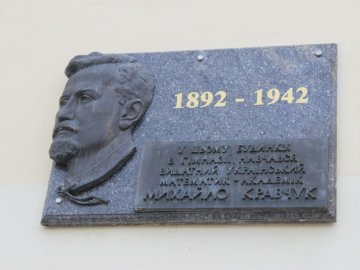 1892 - 1942
У ЦЬОМУ БУДИНКУ
В ГІМНАЗІЇ НАВЧАВСЯ
ВИДАТНИЙ УКРАЇНСЬКИЙ
МАТЕМАТИК - АКАДЕМІК
МИХАЙЛО КРАВЧУК